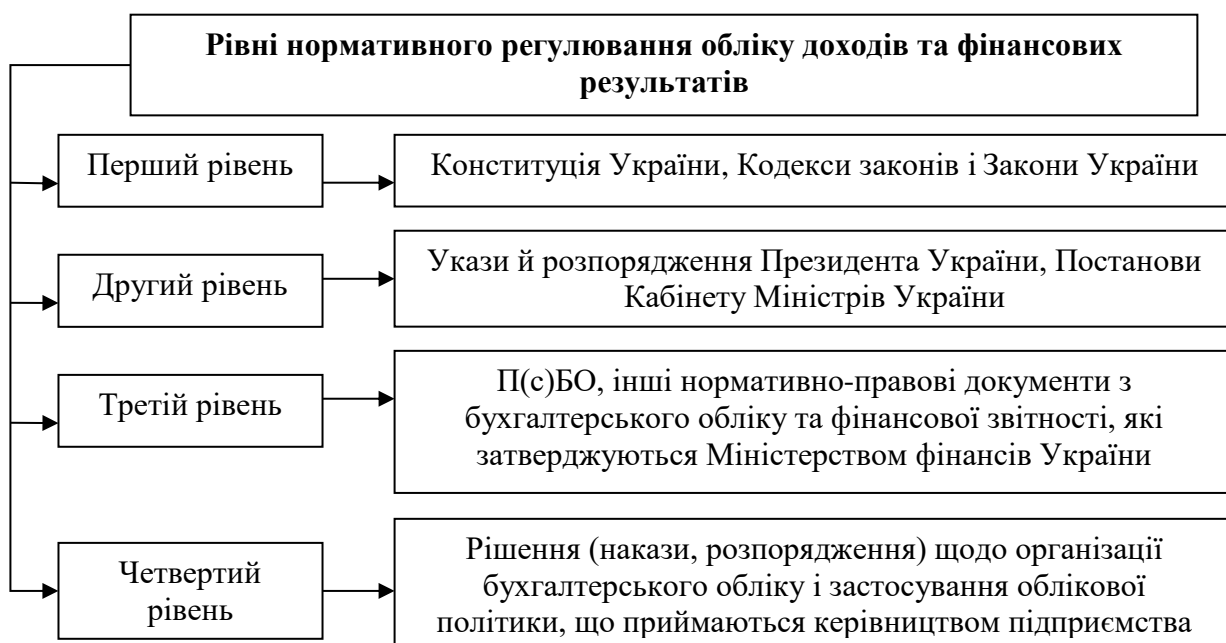 Рівні нормативного регулювання обліку доходів та фінансових
результатів
Перший рівень
Конституція України, Кодекси законів і Закони України
Другий рівень
Укази й розпорядження Президента України, Постанови
Кабінету Міністрів України
Третій рівень
П(с)БО, інші нормативно-правові документи з
бухгалтерського обліку та фінансової звітності, які
затверджуються Міністерством фінансів України
Четвертий
рівень
Рішення (накази, розпорядження) щодо організації
бухгалтерського обліку і застосування облікової
політики, що приймаються керівництвом підприємства